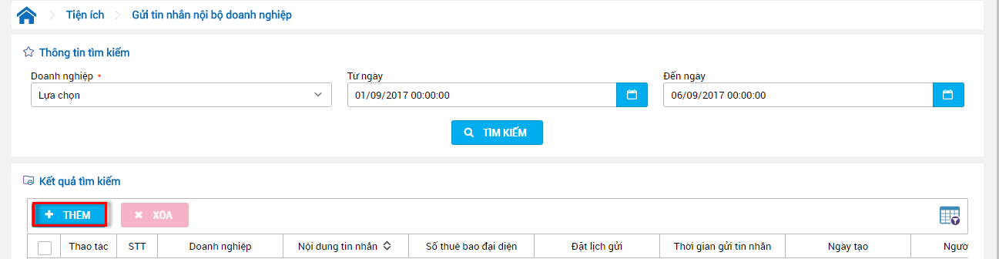 Tiện ích Gửi tin nhắn nội bộ doanh nghiệp
Thông tin tìm kiếm
Doanh nghiệp * Từ ngày Đến ngày
Lựa chọn 01/09/2017 00:00:00 06/09/2017 00:00:00
TÌM KIẾM
Kết quả tìm kiếm
THÊM XOA
Thao tác STT Doanh nghiệp Nội dung tin nhắn Số thuê bao đại diện Đặt lịch gửi Thời gian gửi tin nhắn Ngày tạo Ngườ